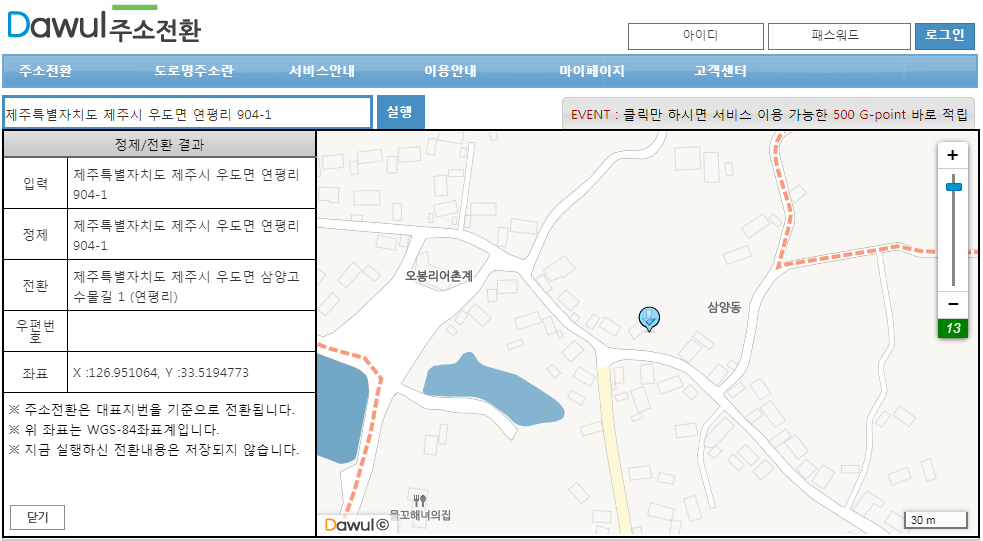 Dawul주소전환
아이디
패스워드
로그인
주소전환
도로명주소란
서비스안내
이용안내
마이페이지
고객센터
제주특별자치도 제주시 우도면 연평리 904-1
실행
EVENT : 클릭만 하시면 서비스 이용 가능한 500 G-point 바로 적립
정제/전환 결과
입력
제주특별자치도 제주시 우도면 연평리
904-1
정제
제주특별자치도 제주시 우도면 연평리
904-1
전환
제주특별자치도 제주시 우도면 삼양고
수물길 1 (연평리)
우편번
호
좌표
X :126.951064, Y :33.5194773
※ 주소전환은 대표지번을 기준으로 전환됩니다.
※ 위 좌표는 WGS-84좌표계입니다.
※ 지금 실행하신 전환내용은 저장되지 않습니다.
닫기
+
오봉리어촌계
삼양동
−
13
물꼬해녀의집
Dawul©
30 m